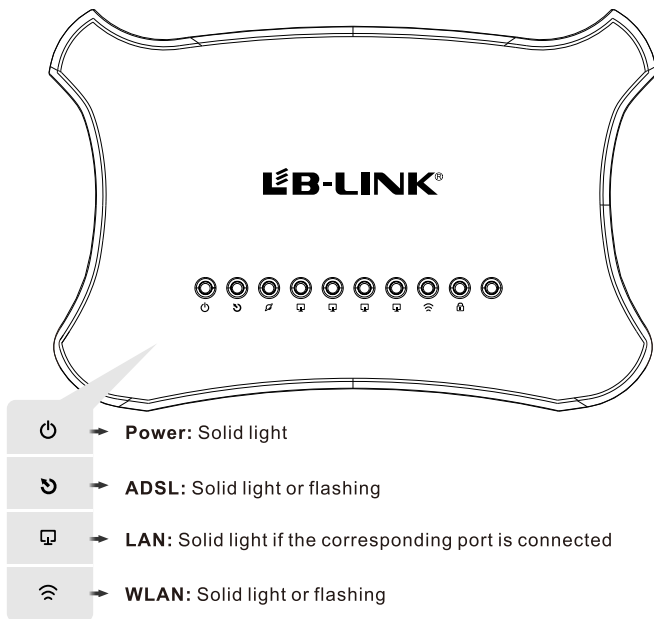 LB-LINK®
Power: Solid light
ADSL: Solid light or flashing
LAN: Solid light if the corresponding port is connected
WLAN: Solid light or flashing